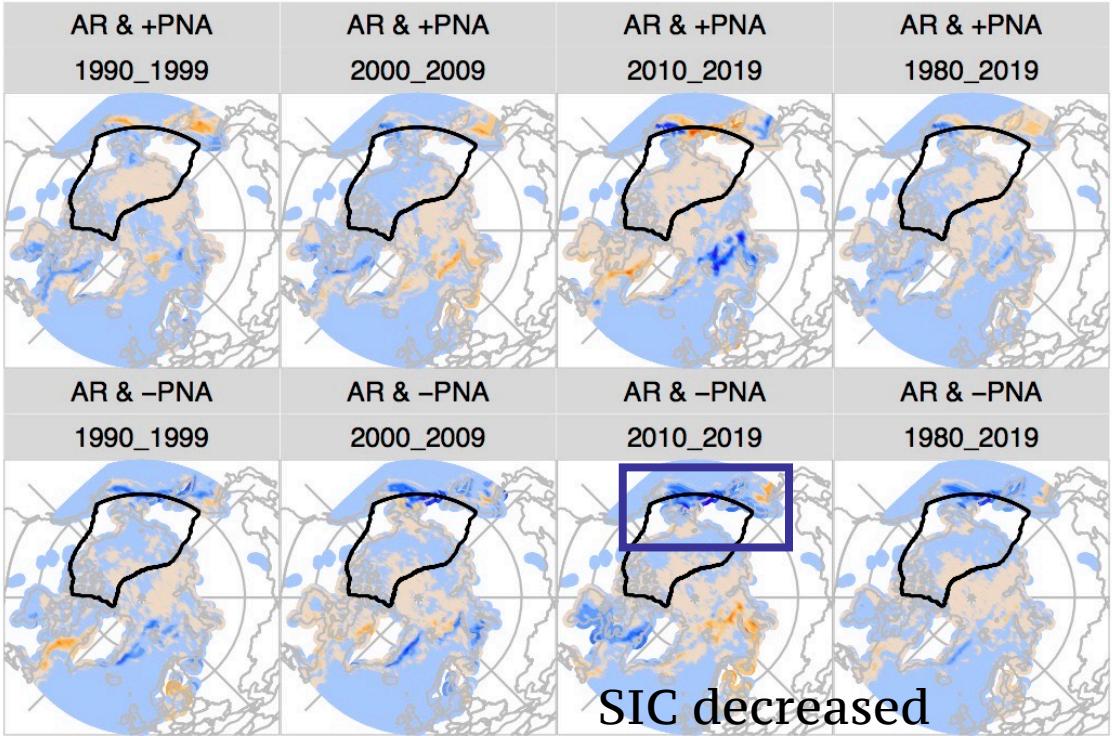 AR & +PNA AR & +PNA AR & +PNA AR & +PNA
1990_1999 2000_2009 2010_2019 1980_2019
AR & −PNA AR & −PNA AR & −PNA AR & −PNA
1990_1999 2000_2009 2010_2019 1980_2019
SIC decreased